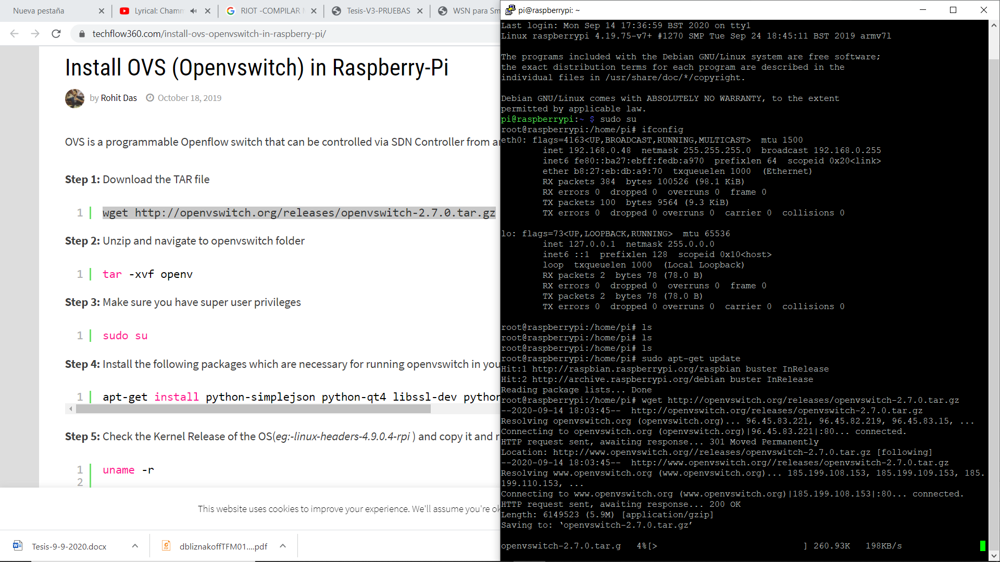 Nueva pestaña
Lyrical: Chamm
RIOT -COMPILAR
Tesis-V3-PRUEBAS
WSN para Sm
techflow360.com/install-ovs-openvswitch-in-raspberry-pi/
Install OVS (Openvswitch) in Raspberry-Pi
by Rohit Das October 18, 2019
OVS is a programmable Openflow switch that can be controlled via SDN Controller from
Step 1: Download the TAR file
1 wget http://openvswitch.org/releases/openvswitch-2.7.0.tar.gz
Step 2: Unzip and navigate to openvswitch folder
1 tar -xvf openv
Step 3: Make sure you have super user privileges
1 sudo su
Step 4: Install the following packages which are necessary for running openvswitch in you
1 apt-get install python-simplejson python-qt4 libssl-dev python
Step 5: Check the Kernel Release of the OS(eg:-linux-headers-4.9.0.4-rpi ) and copy it and
1 uname -r
2
This website uses cookies to improve your experience. We'll assume you're ok
Tesis-9-9-2020.docx
dbliznakoffTFM01....pdf
pi@raspberrypi: ~
Last login: Mon Sep 14 17:36:59 BST 2020 on tty1
Linux raspberrypi 4.19.75-v7+ #1270 SMP Tue Sep 24 18:45:11 BST 2019 armv7l
The programs included with the Debian GNU/Linux system are free software;
the exact distribution terms for each program are described in the
individual files in /usr/share/doc/*/copyright.
Debian GNU/Linux comes with ABSOLUTELY NO WARRANTY, to the extent
permitted by applicable law.
pi@raspberrypi:~ $ sudo su
root@raspberrypi:/home/pi# ifconfig
eth0: flags=4163<UP,BROADCAST,RUNNING,MULTICAST>  mtu 1500
inet 192.168.0.48  netmask 255.255.255.0  broadcast 192.168.0.255
inet6 fe80::ba27:ebff:fedb:a970  prefixlen 64  scopeid 0x20<link>
ether b8:27:eb:db:a9:70  txqueuelen 1000  (Ethernet)
RX packets 384  bytes 100526 (98.1 KiB)
RX errors 0  dropped 0  overruns 0  frame 0
TX packets 100  bytes 9564 (9.3 KiB)
TX errors 0  dropped 0 overruns 0  carrier 0  collisions 0
lo: flags=73<UP,LOOPBACK,RUNNING>  mtu 65536
inet 127.0.0.1  netmask 255.0.0.0
inet6 ::1  prefixlen 128  scopeid 0x10<host>
loop  txqueuelen 1000  (Local Loopback)
RX packets 2  bytes 78 (78.0 B)
RX errors 0  dropped 0  overruns 0  frame 0
TX packets 2  bytes 78 (78.0 B)
TX errors 0  dropped 0 overruns 0  carrier 0  collisions 0
root@raspberrypi:/home/pi# ls
root@raspberrypi:/home/pi# ls
root@raspberrypi:/home/pi# ls
root@raspberrypi:/home/pi# sudo apt-get update
Hit:1 http://raspbian.raspberrypi.org/raspbian buster InRelease
Hit:2 http://archive.raspberrypi.org/debian buster InRelease
Reading package lists... Done
root@raspberrypi:/home/pi# wget http://openvswitch.org/releases/openvswitch-2.7.0.tar.gz
--2020-09-14 18:03:45--  http://openvswitch.org/releases/openvswitch-2.7.0.tar.gz
Resolving openvswitch.org (openvswitch.org)... 96.45.83.221, 96.45.82.219, 96.45.83.15, ...
Connecting to openvswitch.org (openvswitch.org)|96.45.83.221|:80... connected.
HTTP request sent, awaiting response... 301 Moved Permanently
Location: http://www.openvswitch.org//releases/openvswitch-2.7.0.tar.gz [following]
--2020-09-14 18:03:45--  http://www.openvswitch.org//releases/openvswitch-2.7.0.tar.gz
Resolving www.openvswitch.org (www.openvswitch.org)... 185.199.108.153, 185.199.109.153, 185.
199.110.153, ...
Connecting to www.openvswitch.org (www.openvswitch.org)|185.199.108.153|:80... connected.
HTTP request sent, awaiting response... 200 OK
Length: 6149523 (5.9M) [application/gzip]
Saving to: ‘openvswitch-2.7.0.tar.gz’
openvswitch-2.7.0.tar.g   4%[>                            ] 260.93K   198KB/s